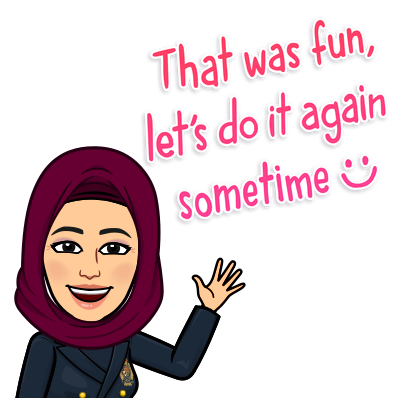 That was fun,
let's do it again
sometime